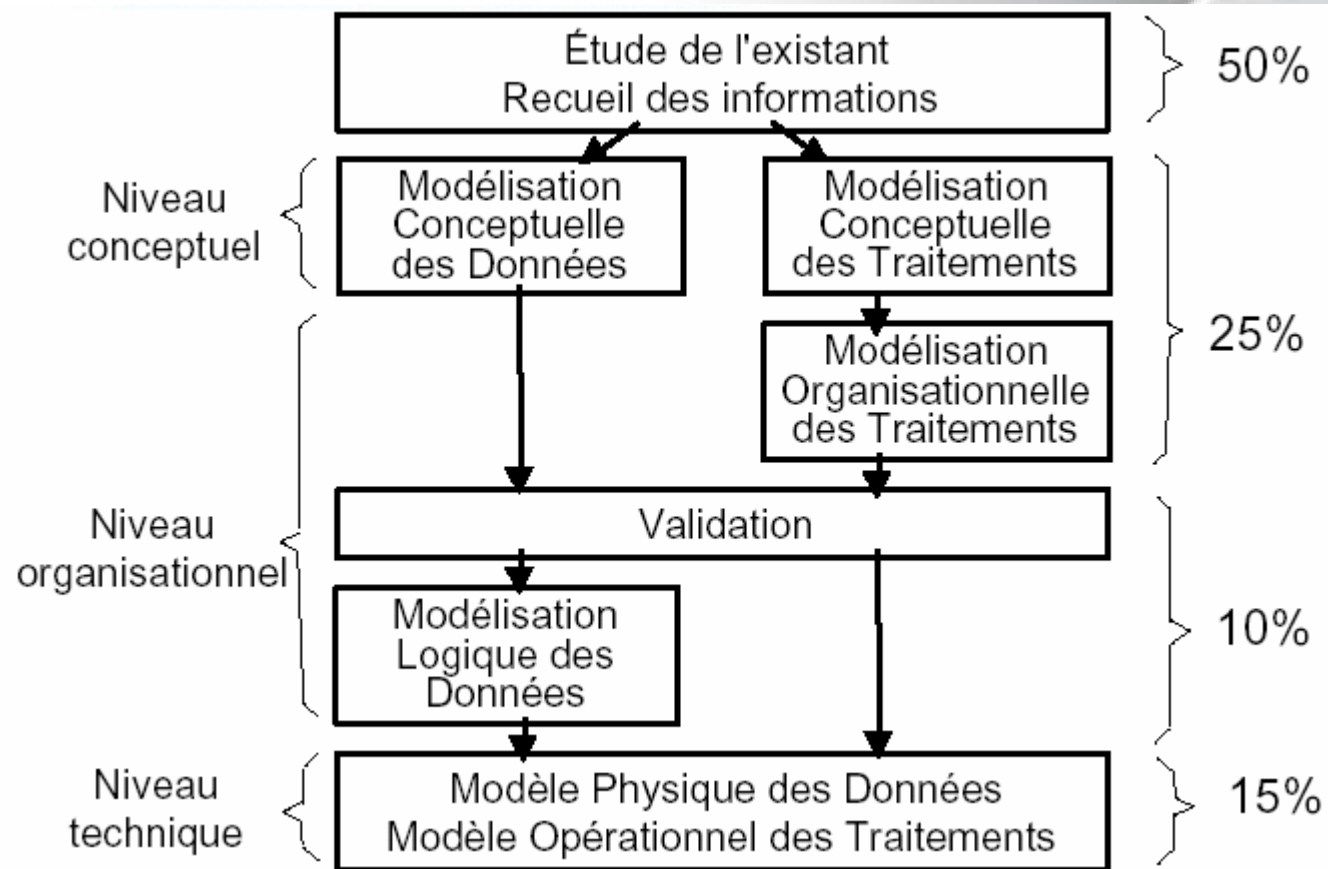 Étude de l'existant
Recueil des informations
50%
Niveau
conceptuel
Modélisation
Conceptuelle
des Données
Modélisation
Conceptuelle
des Traitements
25%
Modélisation
Organisationnelle
des Traitements
Niveau
organisationnel
Validation
Modélisation
Logique des
Données
10%
Niveau
technique
Modèle Physique des Données
Modèle Opérationnel des Traitements
15%